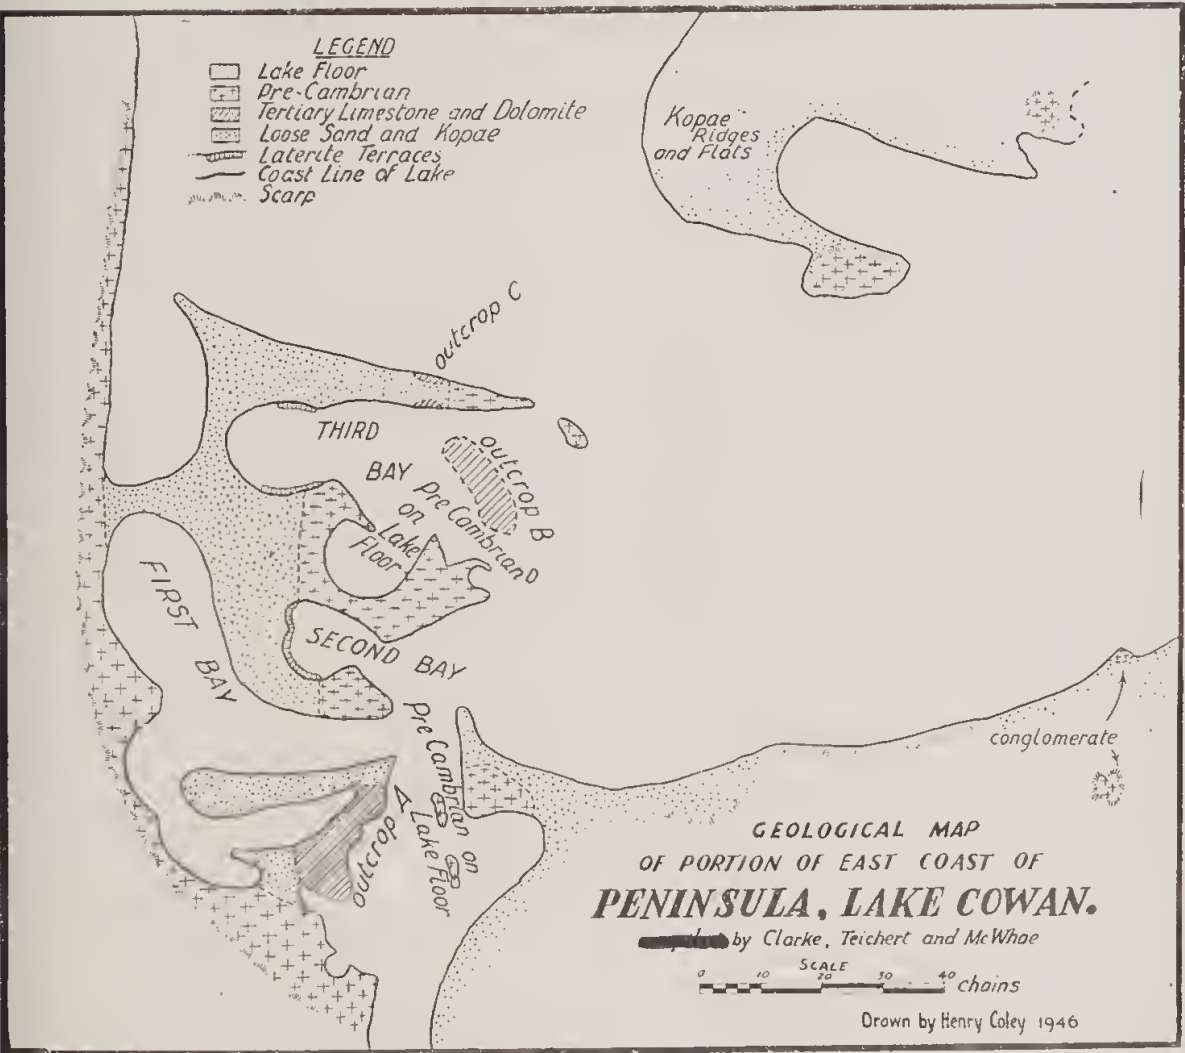 LEGEND
Lake Floor
Pre-Cambrian
Tertiary Limestone and Dolomite
Loose Sand and Kopae
Laterite Terraces
Coast Line of Lake
Scarp
Kopae
Ridges
and Flats
outcrop C
THIRD
BAY
outcrop B
Pre Cambrian D
on
Lake
Floor
FIRST BAY
SECOND BAY
Pre Cambrian on
Lake Floor
outcrop A
conglomerate
GEOLOGICAL MAP
OF PORTION OF EAST COAST OF
PENINSULA, LAKE COWAN.
by Clarke, Teichert and McWhae
SCALE
0 10 20 30 40 chains
Drawn by Henry Coley 1946